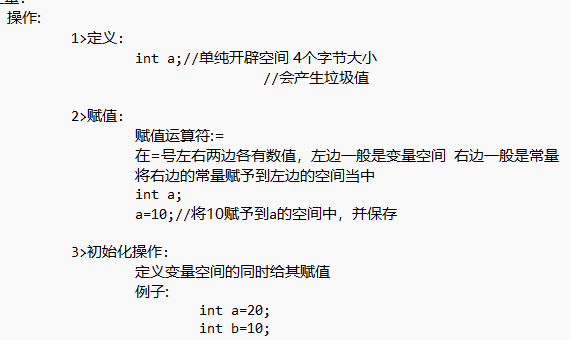 操作:
1>定义:
int a;//单纯开辟空间 4个字节大小
//会产生垃圾值
2>赋值:
赋值运算符:=
在=号左右两边各有数值，左边一般是变量空间 右边一般是常量
将右边的常量赋予到左边的空间当中
int a;
a=10;//将10赋予到a的空间中，并保存
3>初始化操作:
定义变量空间的同时给其赋值
例子:
int a=20;
int b=10;